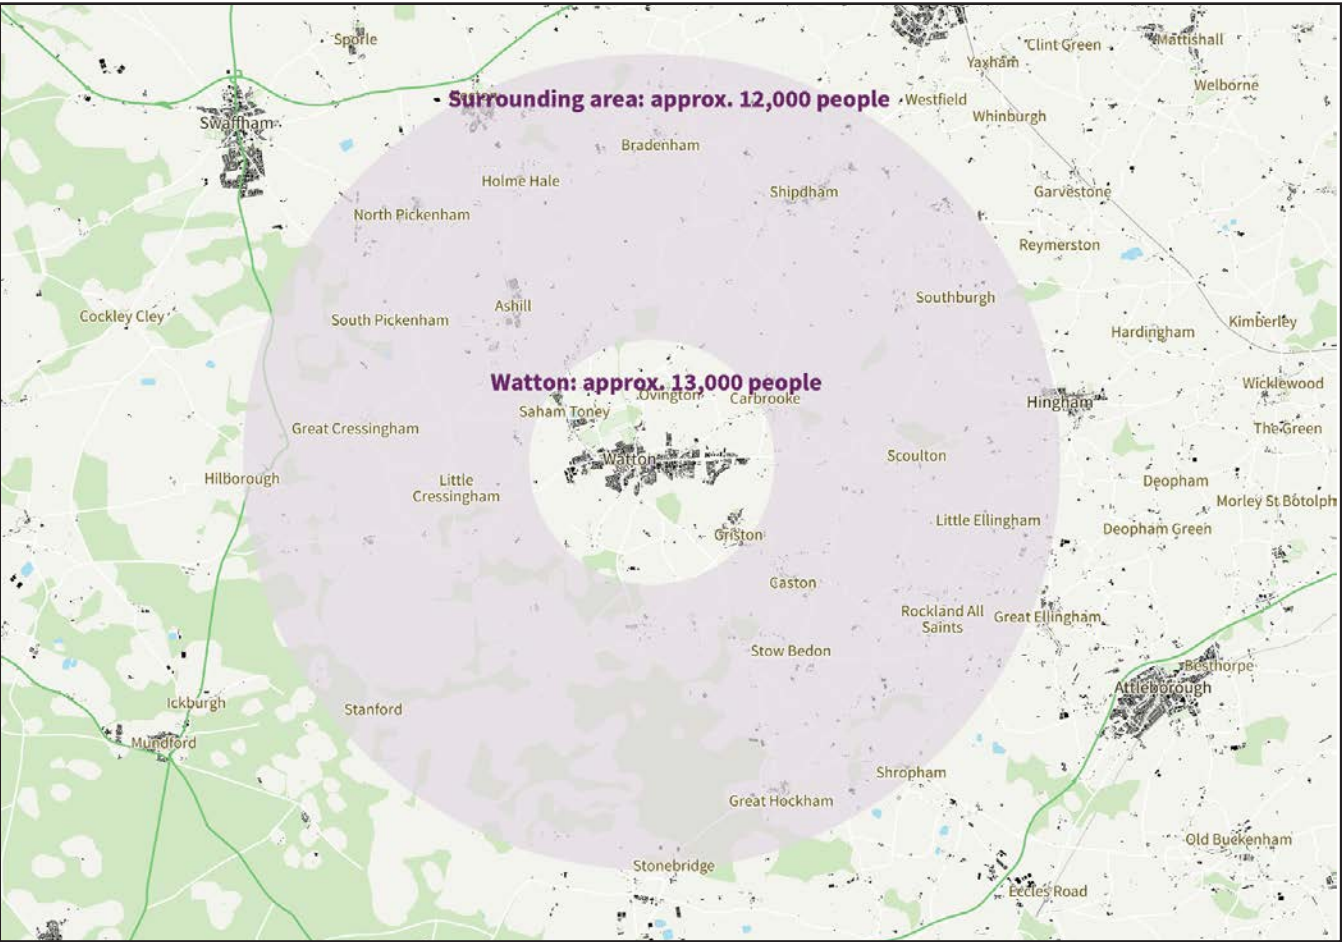 Sporle
Clint Green
Mattishall
Yaxham
Welborne
Surrounding area: approx. 12,000 people
Westfield
Whinburgh
Swaffham
Bradenham
Holme Hale
Shipdham
Garvestone
North Pickenham
Reymerston
Southburgh
Ashill
Cockley Cley
South Pickenham
Kimberley
Hardingham
Watton: approx. 13,000 people
Wicklewood
Ovington
Carbrooke
Hingham
Saham Toney
Great Cressingham
The Green
Watton
Scoulton
Hilborough
Little
Cressingham
Deopham
Morley St Botolph
Little Ellingham
Deopham Green
Griston
Caston
Rockland All
Saints
Great Ellingham
Stow Bedon
Besthorpe
Attleborough
Ickburgh
Stanford
Mundford
Shropham
Great Hockham
Old Buckenham
Stonebridge
Eccles Road